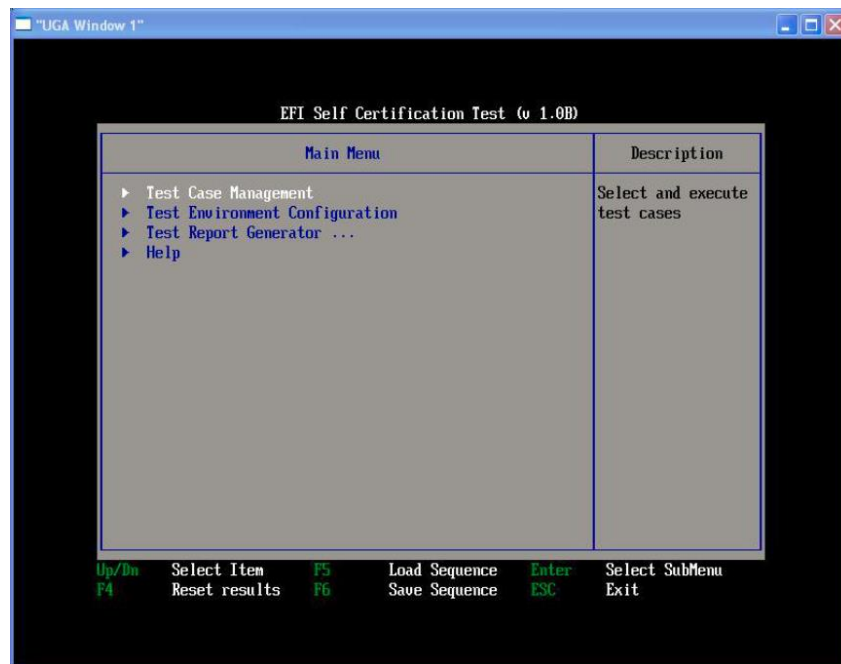 "UGA Window 1"
EFI Self Certification Test (v 1.0B)
Main Menu
Description
Test Case Management
Test Environment Configuration
Test Report Generator ...
Help
Select and execute
test cases
Up/Dn Select Item F5 Load Sequence Enter Select SubMenu
F4 Reset results F6 Save Sequence ESC Exit